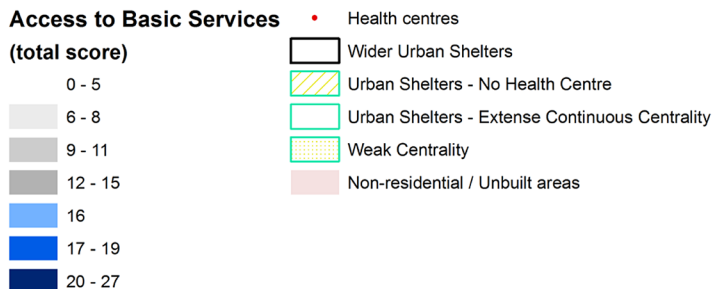 Access to Basic Services
(total score)
0 - 5
6 - 8
9 - 11
12 - 15
16
17 - 19
20 - 27
Health centres
Wider Urban Shelters
Urban Shelters - No Health Centre
Urban Shelters - Extense Continuous Centrality
Weak Centrality
Non-residential / Unbuilt areas